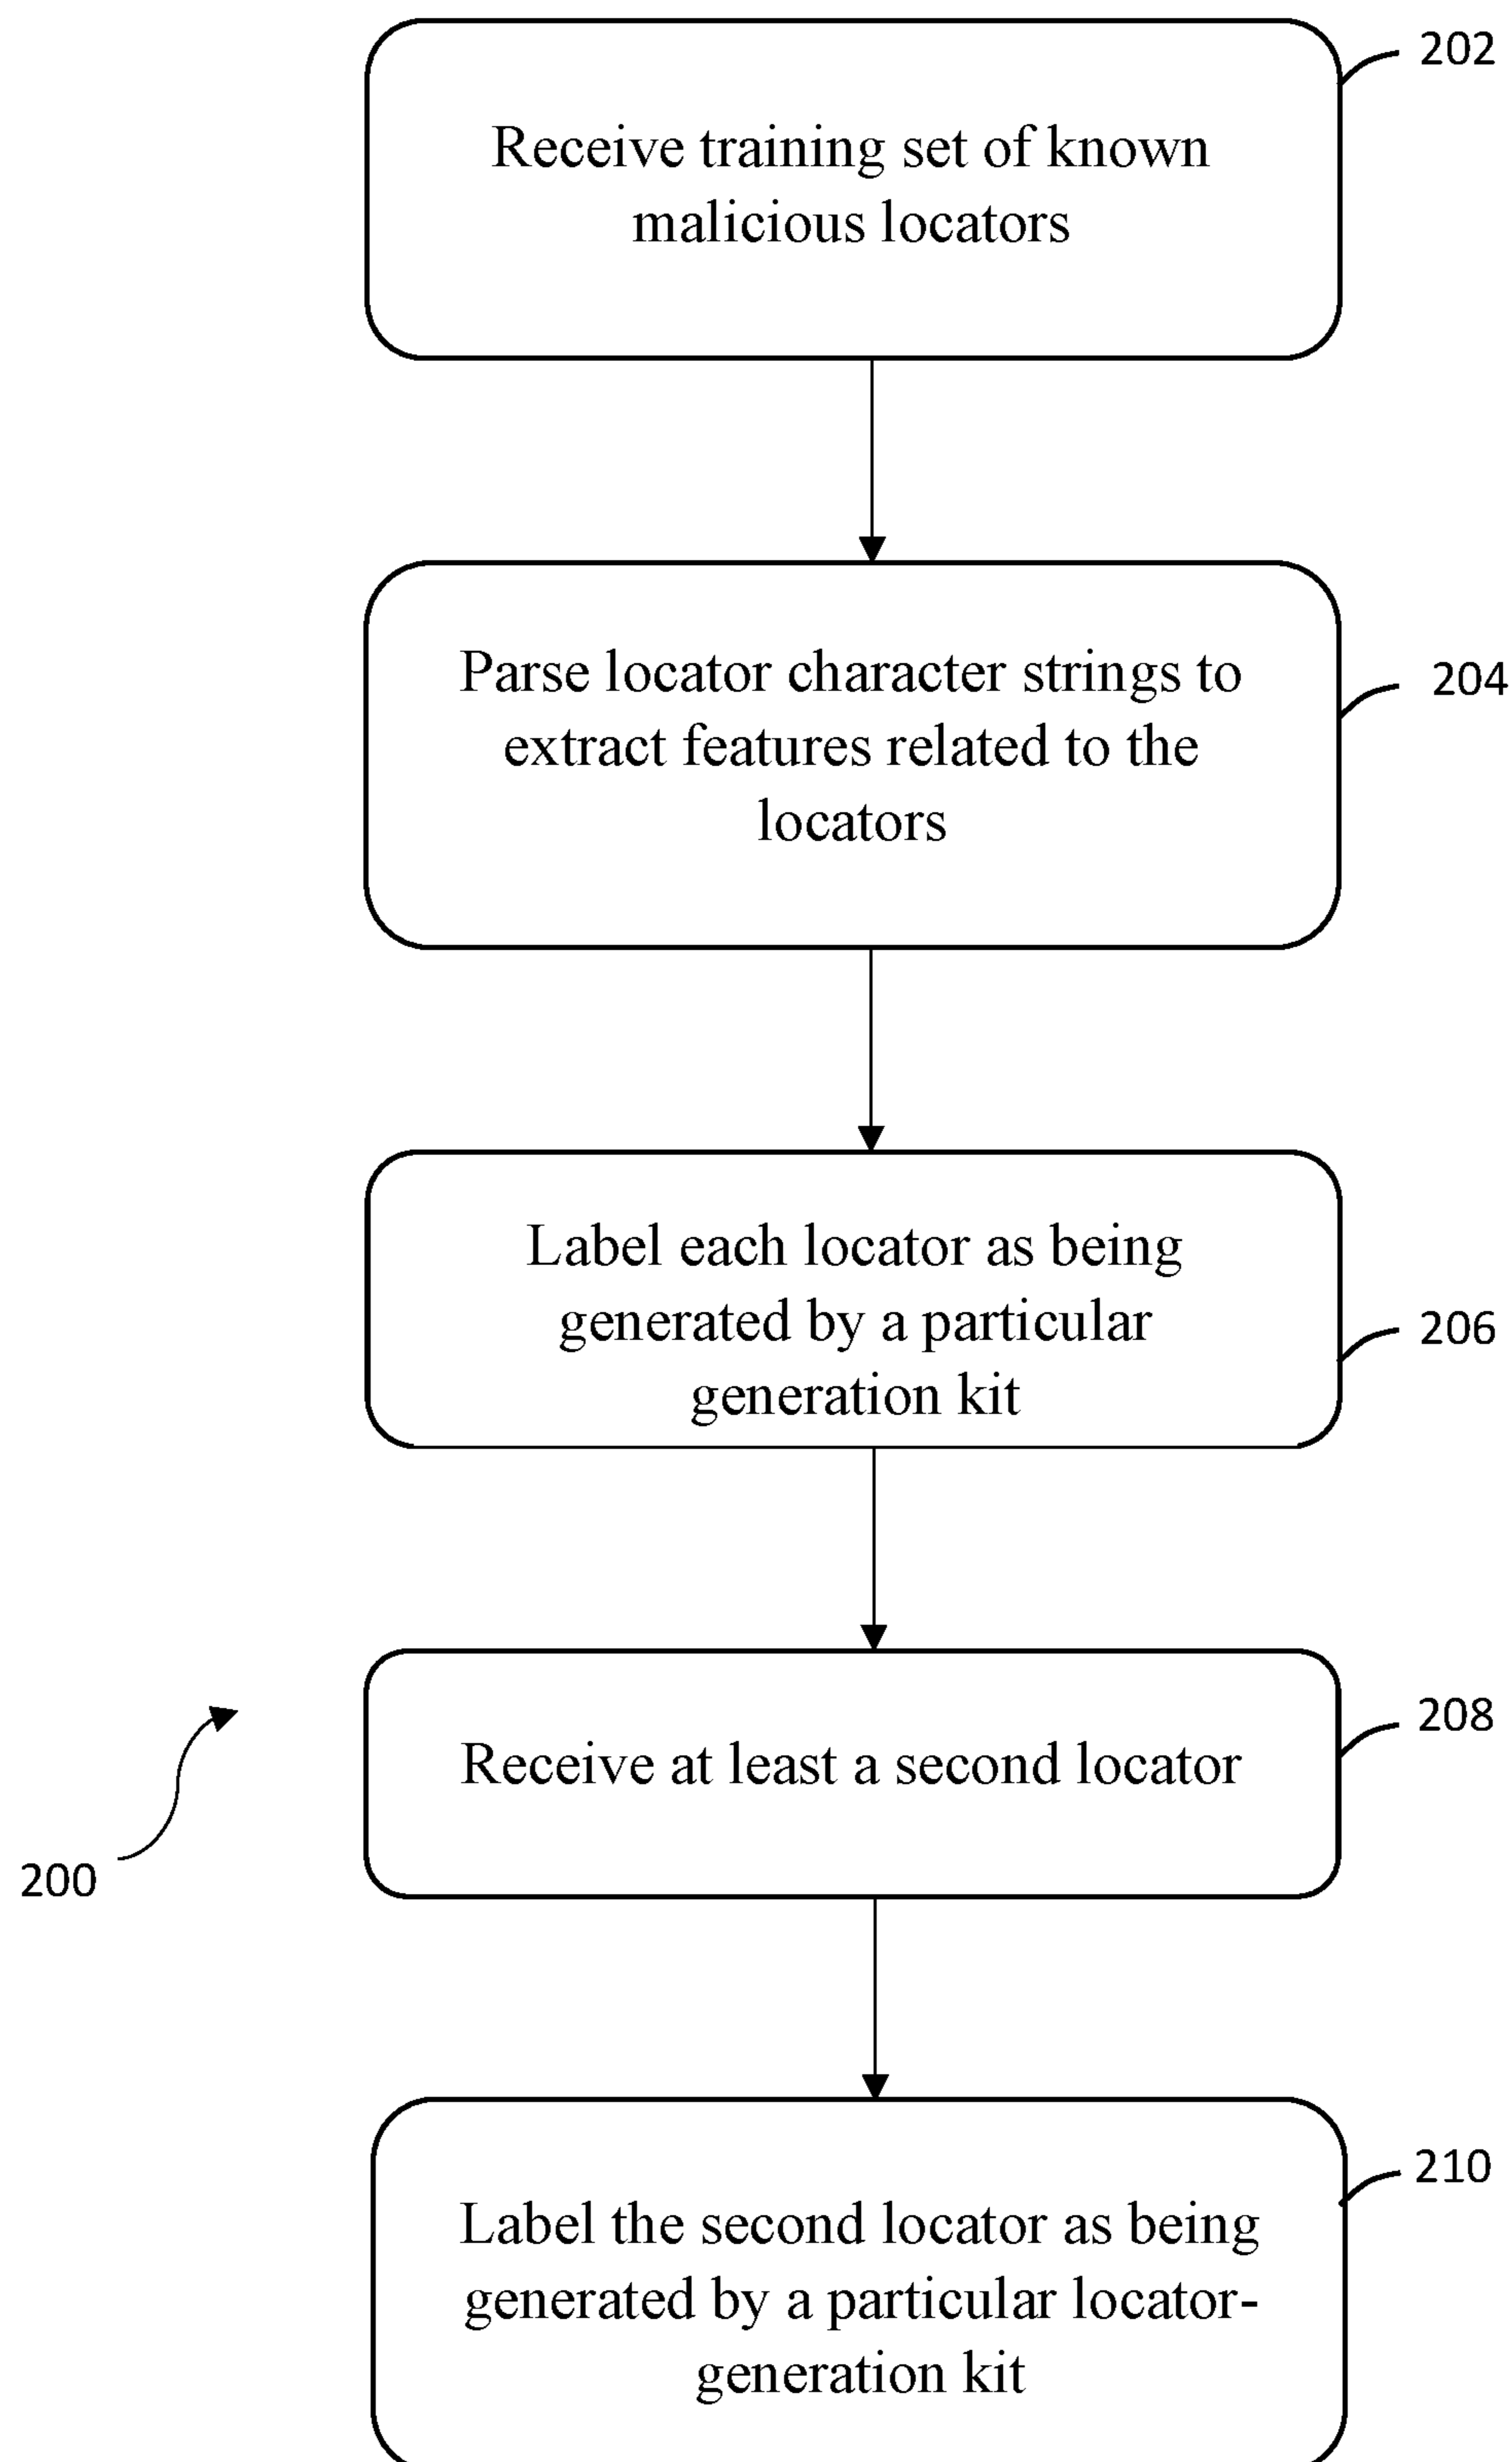 202
Receive training set of known
malicious locators
Parse locator character strings to
extract features related to the
locators
204
Label each locator as being
generated by a particular
generation kit
206
208
Receive at least a second locator
200
210
Label the second locator as being
generated by a particular locator-
generation kit